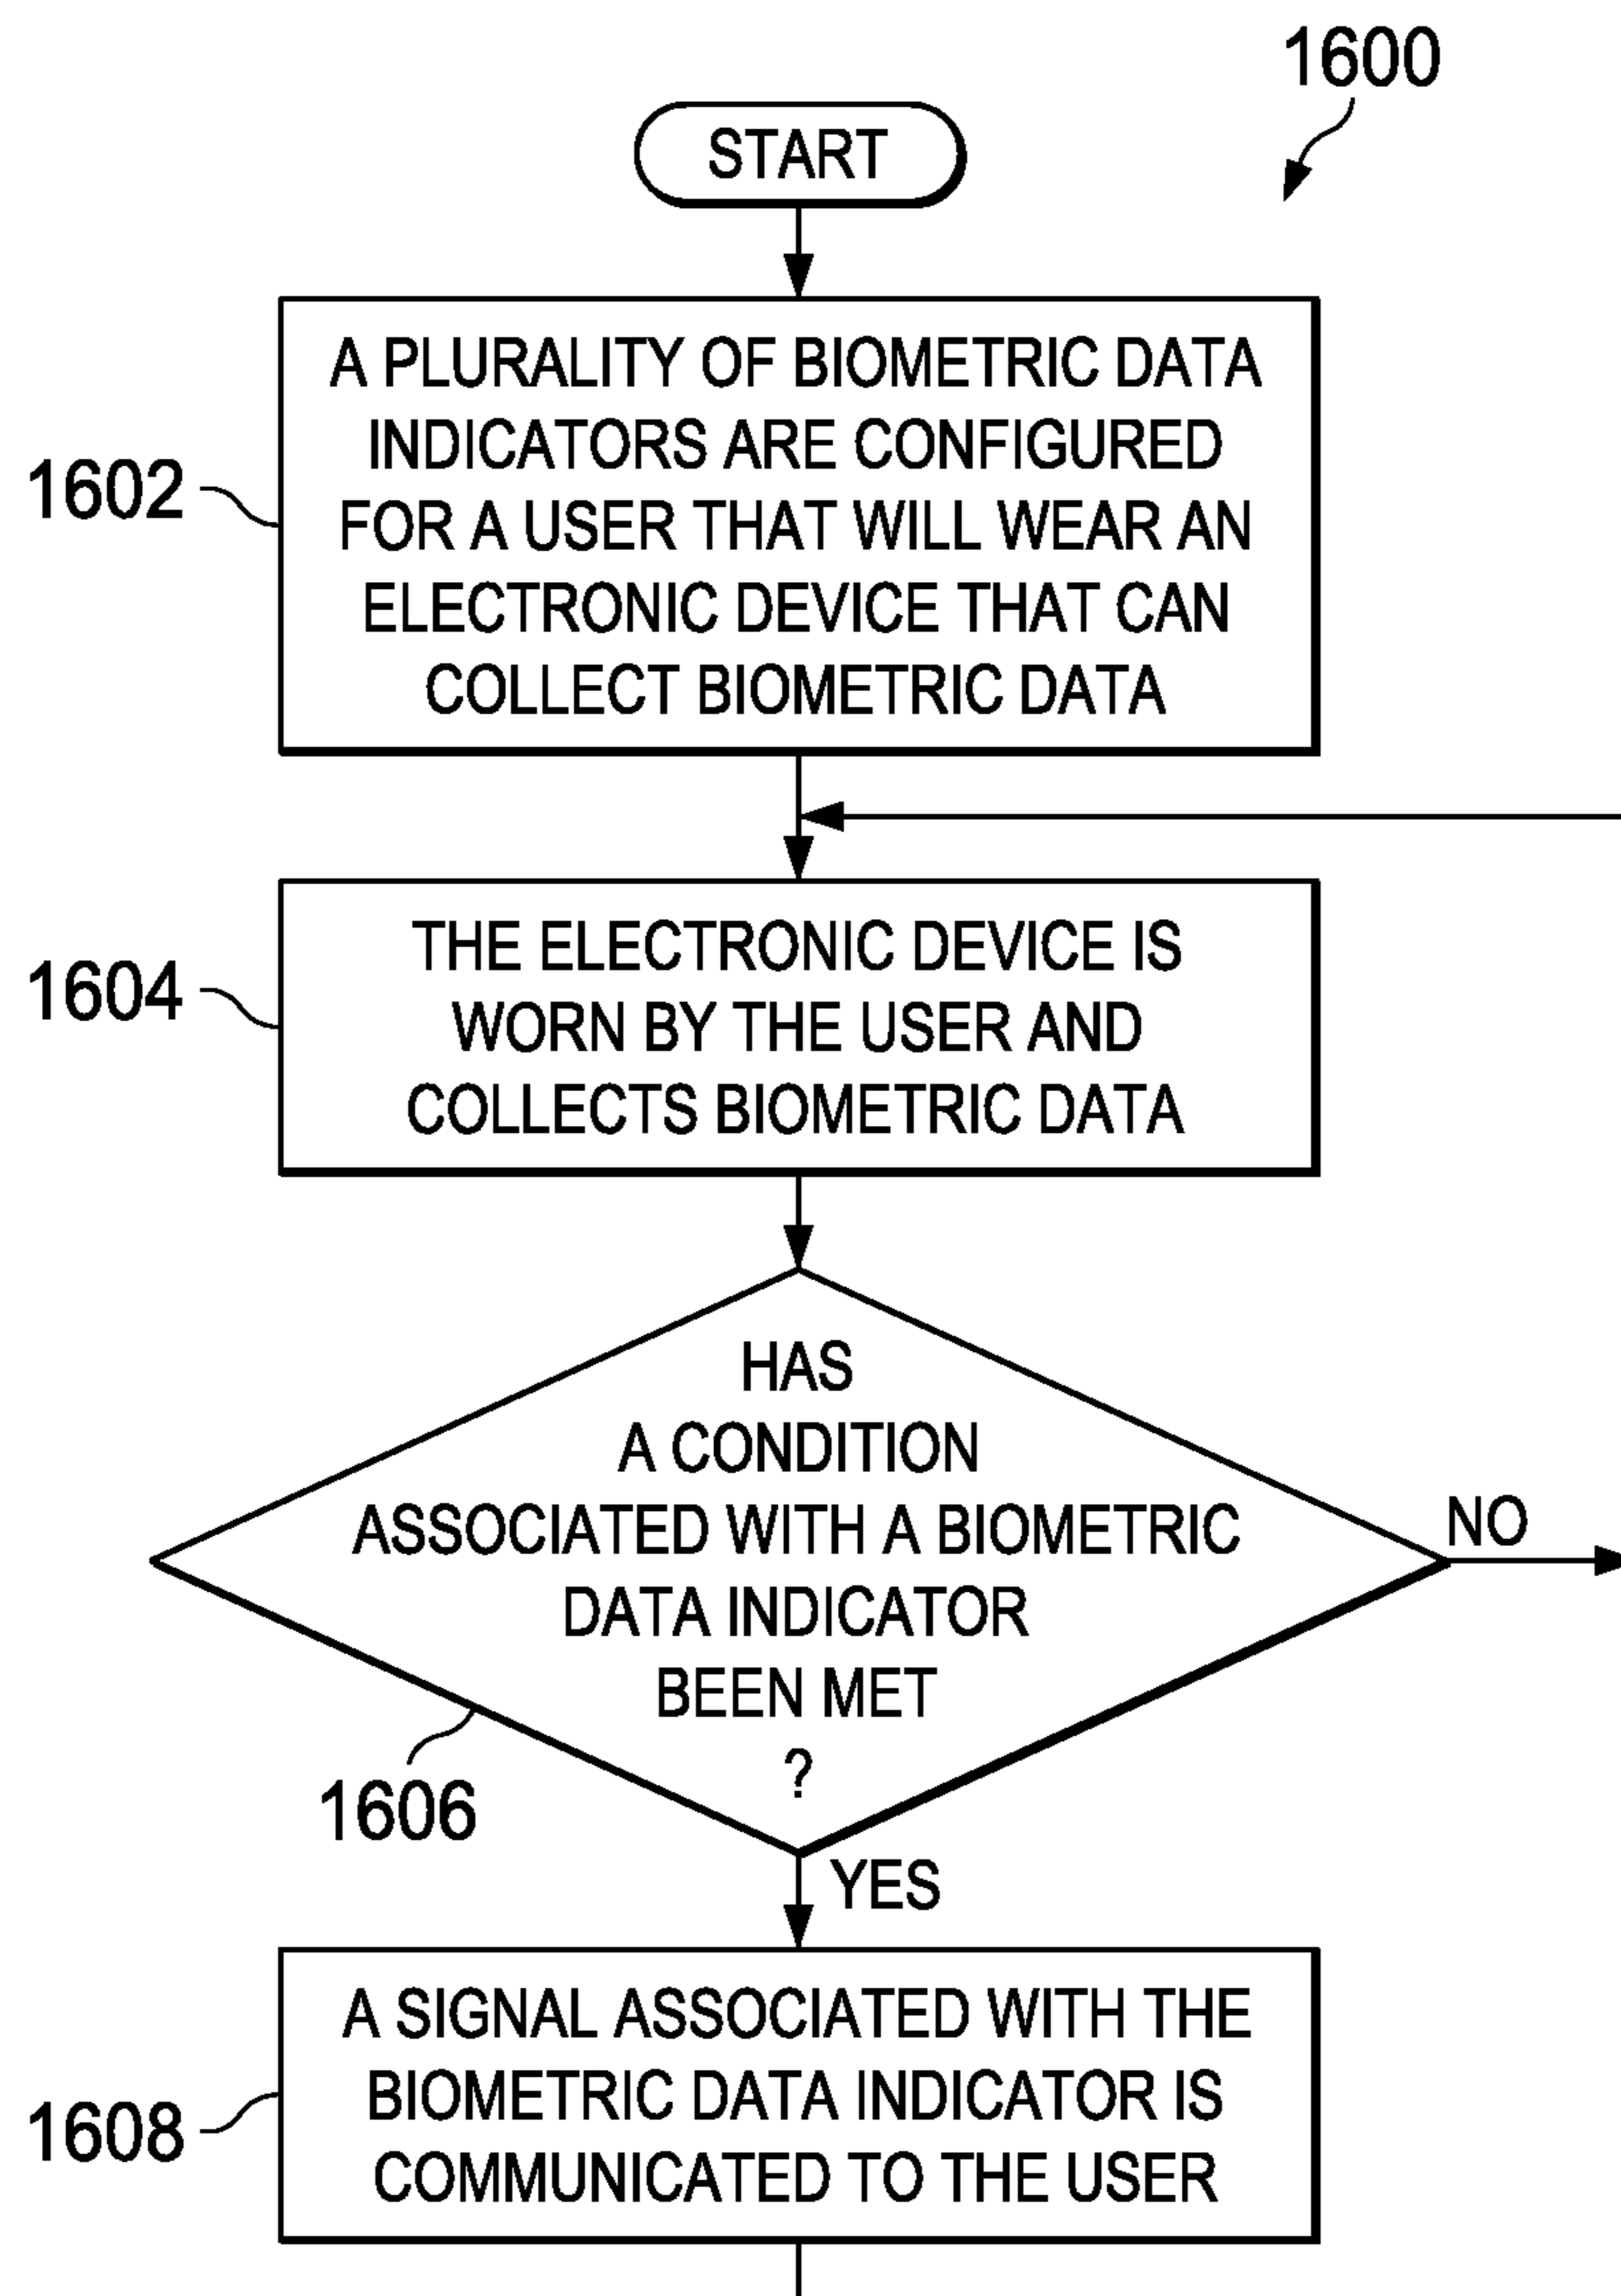 1600
START
A PLURALITY OF BIOMETRIC DATA
INDICATORS ARE CONFIGURED
FOR A USER THAT WILL WEAR AN
ELECTRONIC DEVICE THAT CAN
COLLECT BIOMETRIC DATA
1602
THE ELECTRONIC DEVICE IS
WORN BY THE USER AND
COLLECTS BIOMETRIC DATA
1604
HAS
A CONDITION
ASSOCIATED WITH A BIOMETRIC
DATA INDICATOR
BEEN MET
?
NO
1606
YES
A SIGNAL ASSOCIATED WITH THE
BIOMETRIC DATA INDICATOR IS
COMMUNICATED TO THE USER
1608